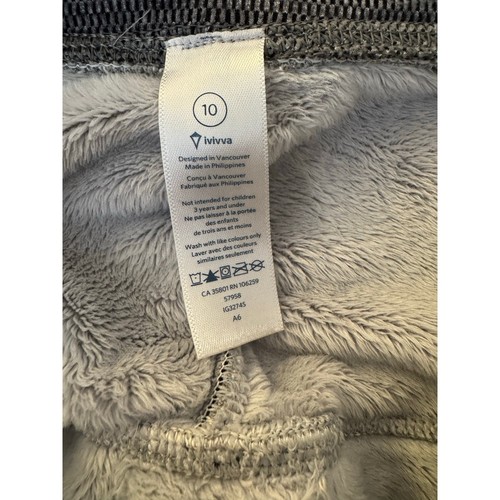 10
ivivva
Designed in Vancouver
Made in Philippines
Conçu à Vancouver
Fabriqué aux Philippines
Not intended for children
3 years and under
Ne pas laisser à la portée
des enfants
de trois ans et moins
Wash with like colours only
Laver avec des couleurs
similaires seulement
CA 35801 RN 106259
57958
IG3274S
A6